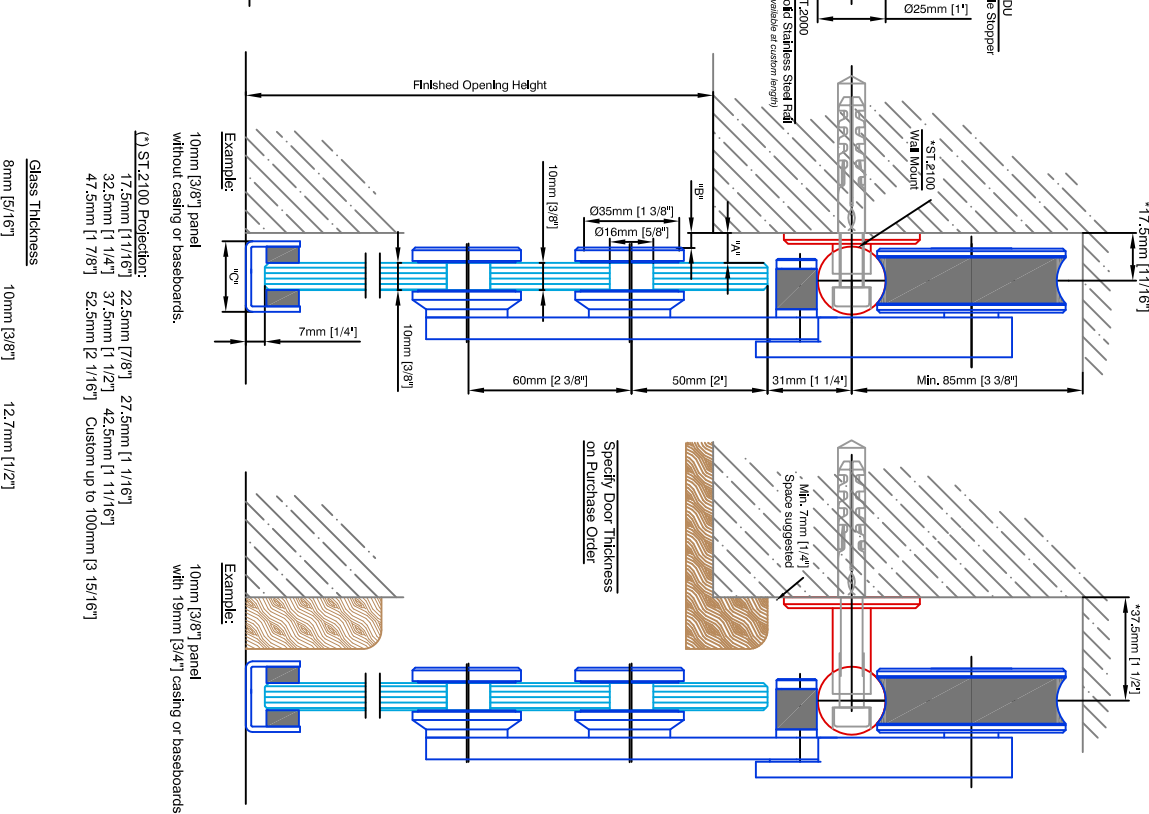 DU
le Stopper
Ø25mm [1"]
T.2000
olid Stainless Steel Rail
vailable at custom length)
*17.5mm [11/16"]
*ST.2100
Wall Mount
Finished Opening Height
"B"
"A"
10mm [3/8"]
Ø35mm [1 3/8"]
Ø16mm [5/8"]
"C"
7mm [1/4"]
10mm [3/8"]
60mm [2 3/8"]
50mm [2"]
31mm [1 1/4"]
Min. 85mm [3 3/8"]
Example:
10mm [3/8"] panel
without casing or baseboards.
(*) ST.2100 Projection:
17.5mm [11/16"] 22.5mm [7/8"] 27.5mm [1 1/16"]
32.5mm [1 1/4"] 37.5mm [1 1/2"] 42.5mm [1 11/16"]
47.5mm [1 7/8"] 52.5mm [2 1/16"] Custom up to 100mm [3 15/16"]
Glass Thickness
8mm [5/16"] 10mm [3/8"] 12.7mm [1/2"]
Specify Door Thickness
on Purchase Order
Min. 7mm [1/4"]
Space suggested
*37.5mm [1 1/2"]
Example:
10mm [3/8"] panel
with 19mm [3/4"] casing or baseboards